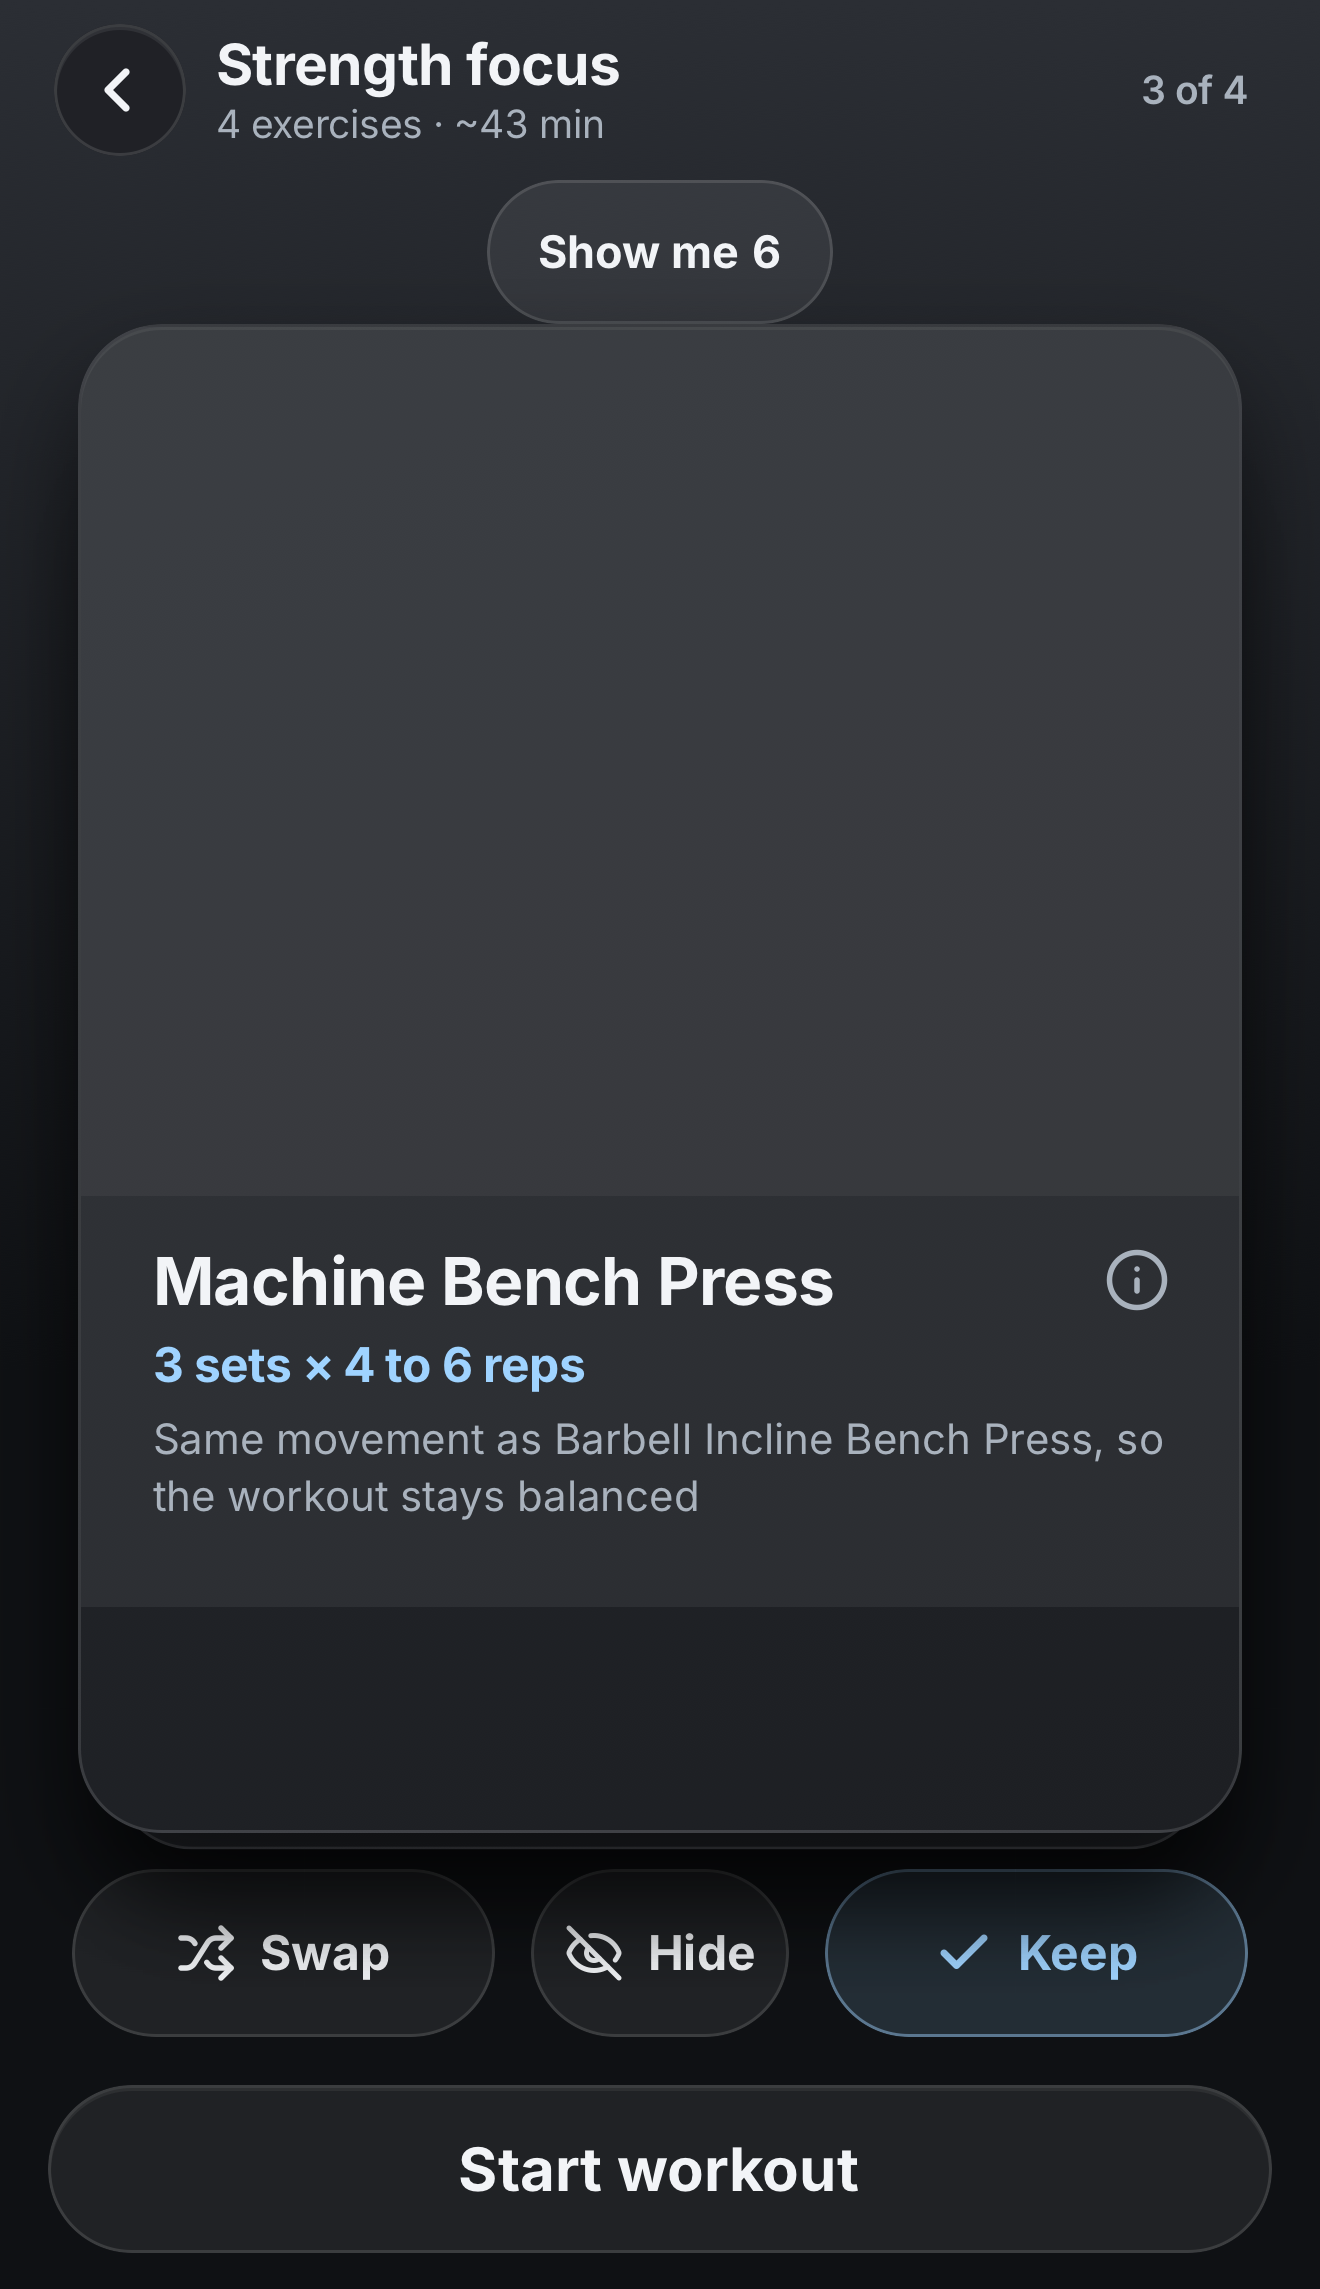 Strength focus
4 exercises · ~43 min
3 of 4
Show me 6
Machine Bench Press
3 sets × 4 to 6 reps
Same movement as Barbell Incline Bench Press, so
the workout stays balanced
Swap
Hide
Keep
Start workout